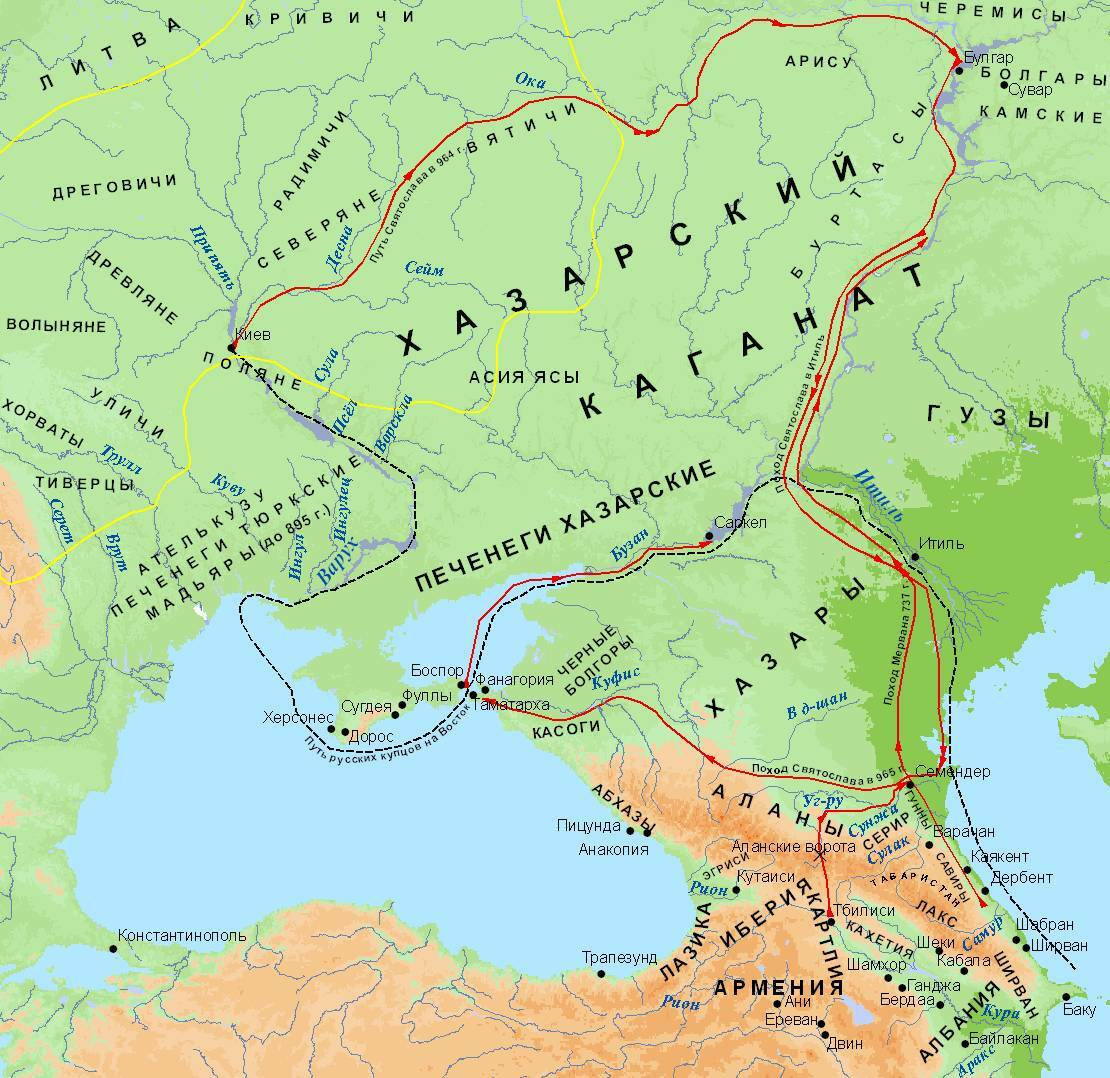 ЧЕРЕМИСЫ
КРИВИЧИ
ЛИТВА
АРИСУ
Булгар
БОЛГАРЫ
Сувар
КАМСКИЕ
Ока
ВЯТИЧИ
РАДИМИЧИ
ДРЕГОВИЧИ
СЕВЕРЯНЕ
Десна
Путь Святослава в 964 г.
БУРТАСЫ
ХАЗАРСКИЙ
КАГАНАТ
Припять
Сейм
ДРЕВЛЯНЕ
ВОЛЫНЯНЕ
Киев
ПОЛЯНЕ
Сула
АСИЯ ЯСЫ
Псёл
Ворскла
УЛИЧИ
ХОРВАТЫ
Трулл
ТИВЕРЦЫ
Серет
Врут
Куву
АТЕЛЬКУЗУ
ПЕЧЕНЕГИ ТЮРКСКИЕ
МАДЬЯРЫ (до 895 г.)
Ингул
Ингулец
Варух
ГУЗЫ
Поход Святослава в Итиль
ПЕЧЕНЕГИ ХАЗАРСКИЕ
Саркел
Бузан
Итиль
Итиль
ХАЗАРЫ
Поход Мервана 737 г.
ЧЕРНЫЕ
БОЛГОРЫ
Куфис
В д-шан
Боспор
Фанагория
Таматарха
Фуллы
Сугдея
Херсонес
Дорос
Путь русских купцов на Восток
КАСОГИ
Поход Святослава в 965 г.
Семендер
АЛАНЫ
Уг-ру
Сунжа
ГУННЫ
СЕРИР
Варачан
АБХАЗЫ
Пицунда
Анакопия
Аланские ворота
Сулак
САВИРЫ
Каякент
Дербент
ТАБАРИСТАН
ЭГРИСИ
Рион
Кутаиси
ИБЕРИЯ
КАРТЛИЯ
Тбилиси
ЛАКС
КАХЕТИЯ
Самур
Шабран
Ширван
Шеки
Кабала
ШИРВАН
ЛАЗИКА
Константинополь
Трапезунд
Шамхор
Ганджа
Бердаа
АРМЕНИЯ
Рион
Ани
Ереван
Двин
АЛБАНИЯ
Кура
Баку
Байлакан
Аракс